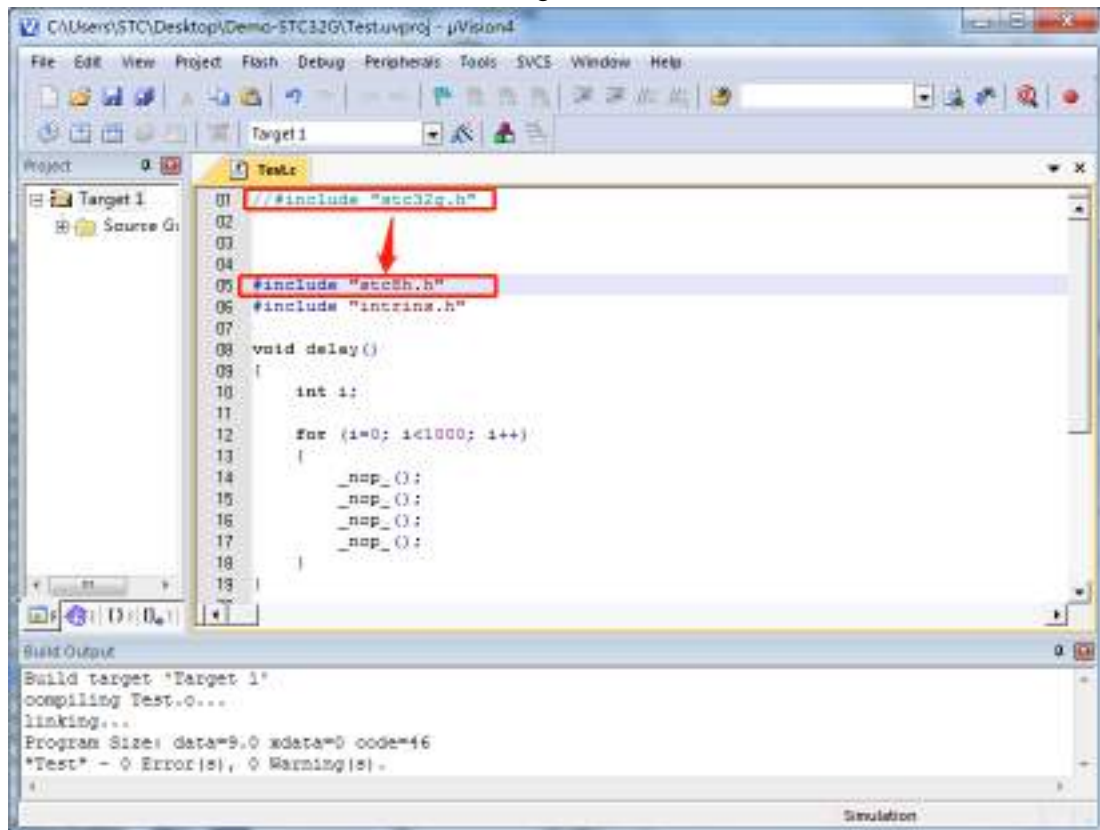 C:\Users\STC\Desktop\Demo-STC32G\Test.uvproj - µVision4
File Edit View Project Flash Debug Peripherals Tools SVCS Window Help
Target 1
Project
Test.c
Target 1
Source G
01 //#include "stc32g.h"
02
03
04
05 #include "stc8h.h"
06 #include "intrins.h"
07
08 void delay()
09 {
10 int i;
11
12 for (i=0; i<1000; i++)
13 {
14 _nop_();
15 _nop_();
16 _nop_();
17 _nop_();
18 }
19 }
Build Output
Build target 'Target 1'
compiling Test.c...
linking...
Program Size: data=9.0 xdata=0 code=46
"Test" - 0 Error(s), 0 Warning(s).
Simulation